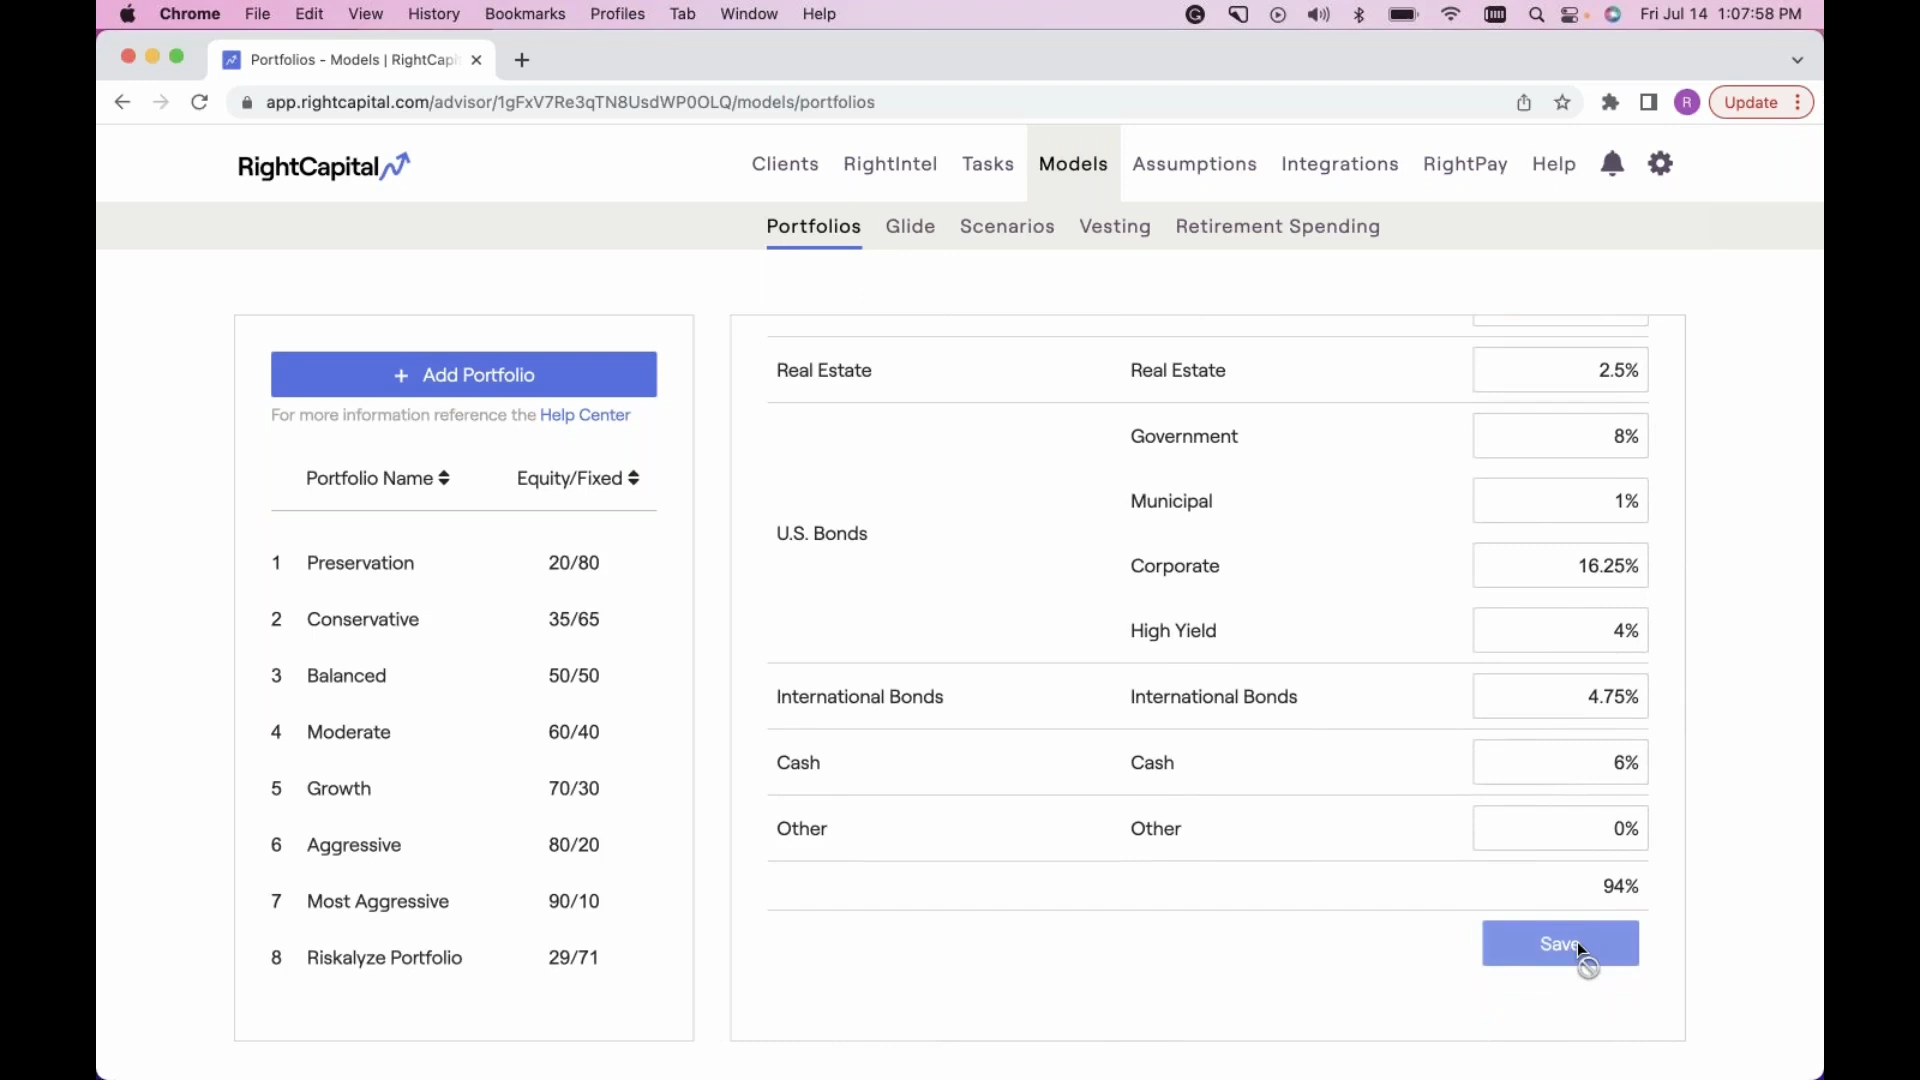 Chrome File Edit View History Bookmarks Profiles Tab Window Help Fri Jul 14 1:07:58 PM
Portfolios - Models | RightCapi
app.rightcapital.com/advisor/1gFxV7Re3qTN8UsdWP0OLQ/models/portfolios
R
Update
RightCapital
Clients RightIntel Tasks Models Assumptions Integrations RightPay Help
Portfolios Glide Scenarios Vesting Retirement Spending
+ Add Portfolio
For more information reference the Help Center
Portfolio Name Equity/Fixed
1 Preservation 20/80
2 Conservative 35/65
3 Balanced 50/50
4 Moderate 60/40
5 Growth 70/30
6 Aggressive 80/20
7 Most Aggressive 90/10
8 Riskalyze Portfolio 29/71
Real Estate Real Estate 2.5%
U.S. Bonds
Government 8%
Municipal 1%
Corporate 16.25%
High Yield 4%
International Bonds International Bonds 4.75%
Cash Cash 6%
Other Other 0%
94%
Save